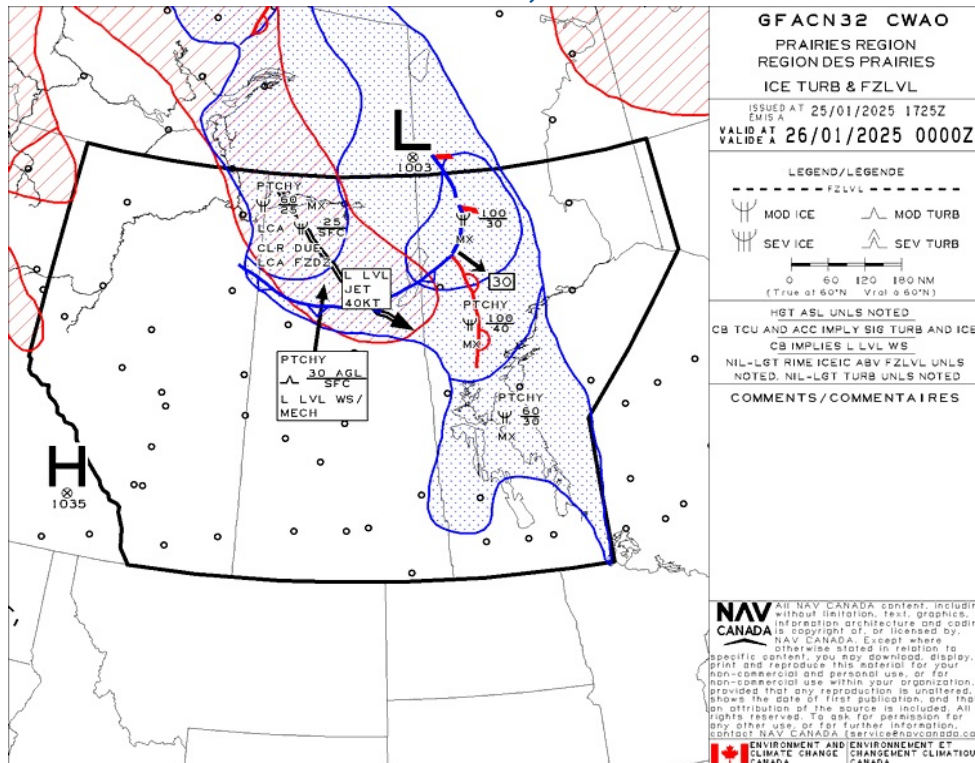 GFACN32 CWAO
PRAIRIES REGION
REGION DES PRAIRIES
ICE TURB & FZLVL
ISSUED AT
EMIS A
25/01/2025 1725Z
VALID AT
VALIDE A
26/01/2025 0000Z
LEGEND/LEGENDE
FZLVL
MOD ICE
MOD TURB
SEV ICE
SEV TURB
0 60 120 180 NM
(True at 60°N Vrai à 60°N)
HGT ASL UNLS NOTED
CB TCU AND ACC IMPLY SIG TURB AND ICE
CB IMPLIES L LVL WS
NIL-LGT RIME ICEIC ABV FZLVL UNLS
NOTED. NIL-LGT TURB UNLS NOTED
COMMENTS/COMMENTAIRES
L
1003
PTCHY
60
25
MX
25
SFC
LCA
CLR DUE
LCA FZDZ
L LVL
JET
40KT
100
30
MX
30
PTCHY
100
40
MX
PTCHY
30 AGL
SFC
L LVL WS/
MECH
PTCHY
60
30
MX
H
1035
NAV
CANADA
All NAV CANADA content, includin
without limitation, text, graphics,
information architecture and codin
is copyright of, or licensed by,
NAV CANADA. Except where
otherwise stated in relation to
specific content, you may download, display,
print and reproduce this material for your
non-commercial and personal use, or for
non-commercial use within your organization,
provided that any reproduction is unaltered,
shows the date of first publication, and tha
an attribution of the source is included. All
rights reserved. To ask for permission for
any other use, or for further information,
contact NAV CANADA (service@navcanada.ca
ENVIRONMENT AND
CLIMATE CHANGE
CANADA
ENVIRONNEMENT ET
CHANGEMENT CLIMATIQU
CANADA